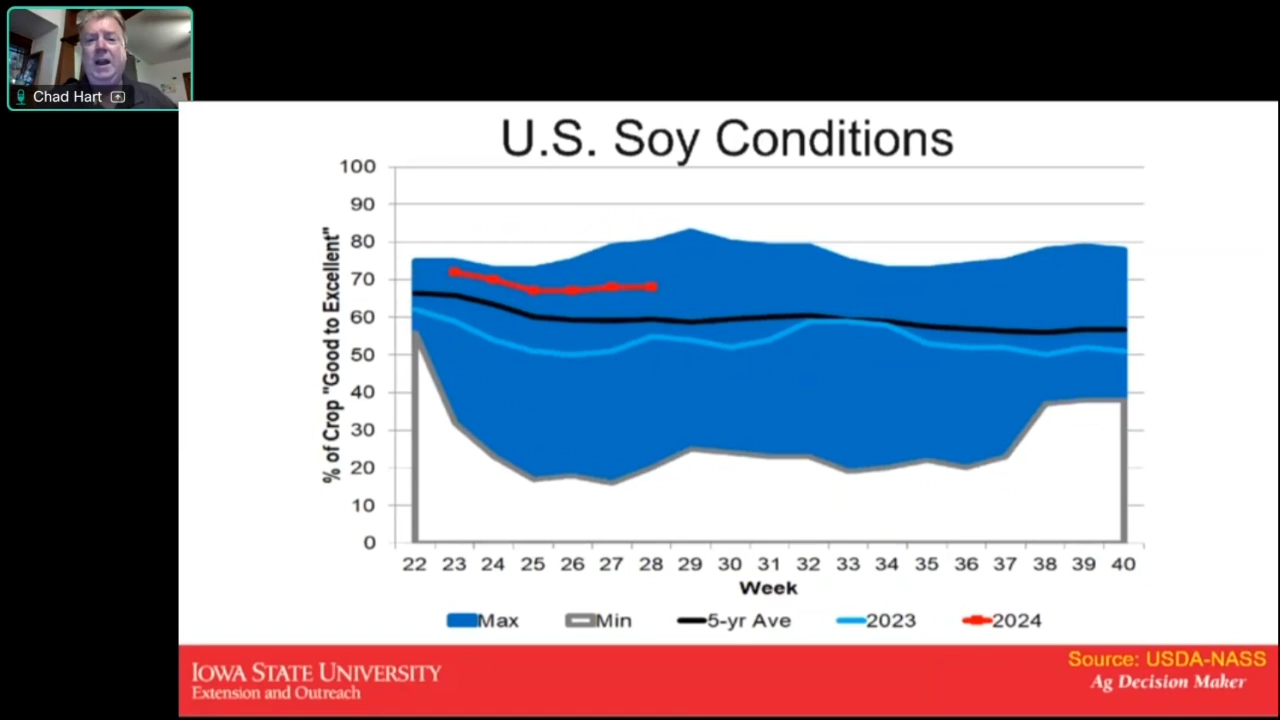 Chad Hart
U.S. Soy Conditions
% of Crop "Good to Excellent"
100
90
80
70
60
50
40
30
20
10
0
22 23 24 25 26 27 28 29 30 31 32 33 34 35 36 37 38 39 40
Week
Max Min 5-yr Ave 2023 2024
IOWA STATE UNIVERSITY
Extension and Outreach
Source: USDA-NASS
Ag Decision Maker